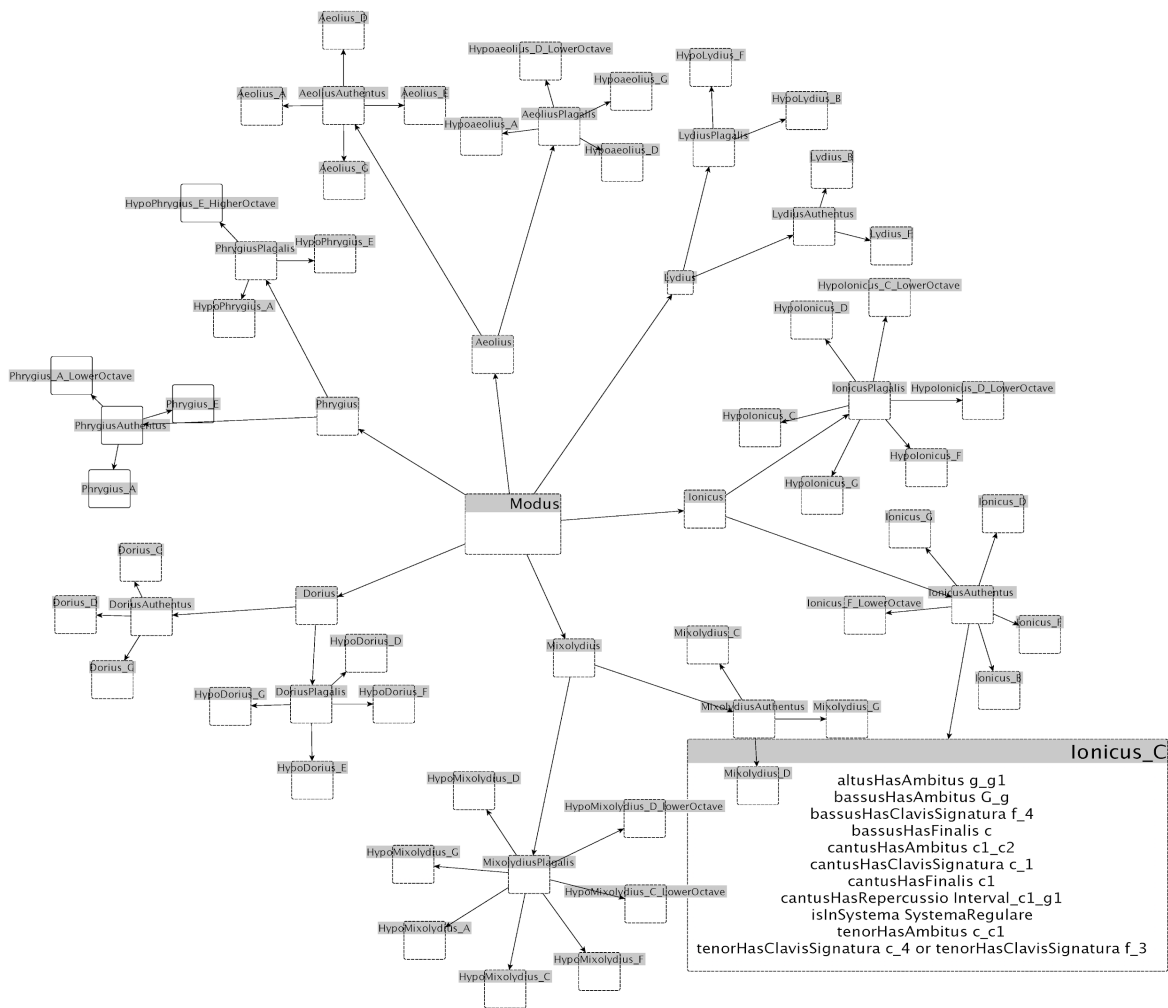 Aeolius_D
Hypoaeolius_D_LowerOctave
HypoLydius_F
Hypoaeolius_G
Aeolius_A
AeoliusAuthentus
Aeolius_E
HypoLydius_B
AeoliusPlagalis
Hypoaeolius_A
LydiusPlagalis
Hypoaeolius_D
Lydius_B
Aeolius_G
HypoPhrygius_E_HigherOctave
LydiusAuthentus
Lydius_F
HypoPhrygius_E
PhrygiusPlagalis
Lydius
HypoIonicus_C_LowerOctave
HypoPhrygius_A
HypoIonicus_D
Aeolius
Phrygius_A_LowerOctave
IonicusPlagalis
HypoIonicus_D_LowerOctave
Phrygius_E
Phrygius
HypoIonicus_C
PhrygiusAuthentus
HypoIonicus_F
HypoIonicus_G
Phrygius_A
Ionicus
Modus
Ionicus_D
Ionicus_G
Dorius_C
Dorius
IonicusAuthentus
Dorius_D
DoriusAuthentus
Ionicus_F_LowerOctave
Ionicus_F
Mixolydius_C
HypoDorius_D
Mixolydius
Dorius_G
Ionicus_B
HypoDorius_G
DoriusPlagalis
HypoDorius_F
MixolydiusAuthentus
Mixolydius_G
Ionicus_C
HypoDorius_E
Mixolydius_D
HypoMixolydius_D
altusHasAmbitus g_g1
bassusHasAmbitus G_g
HypoMixolydius_D_LowerOctave
bassusHasClavisSignatura f_4
bassusHasFinalis c
cantusHasAmbitus c1_c2
HypoMixolydius_G
MixolydiusPlagalis
cantusHasClavisSignatura c_1
cantusHasFinalis c1
HypoMixolydius_C_LowerOctave
cantusHasRepercussio Interval_c1_g1
isInSystema SystemaRegulare
HypoMixolydius_A
tenorHasAmbitus c_c1
tenorHasClavisSignatura c_4 or tenorHasClavisSignatura f_3
HypoMixolydius_F
HypoMixolydius_C